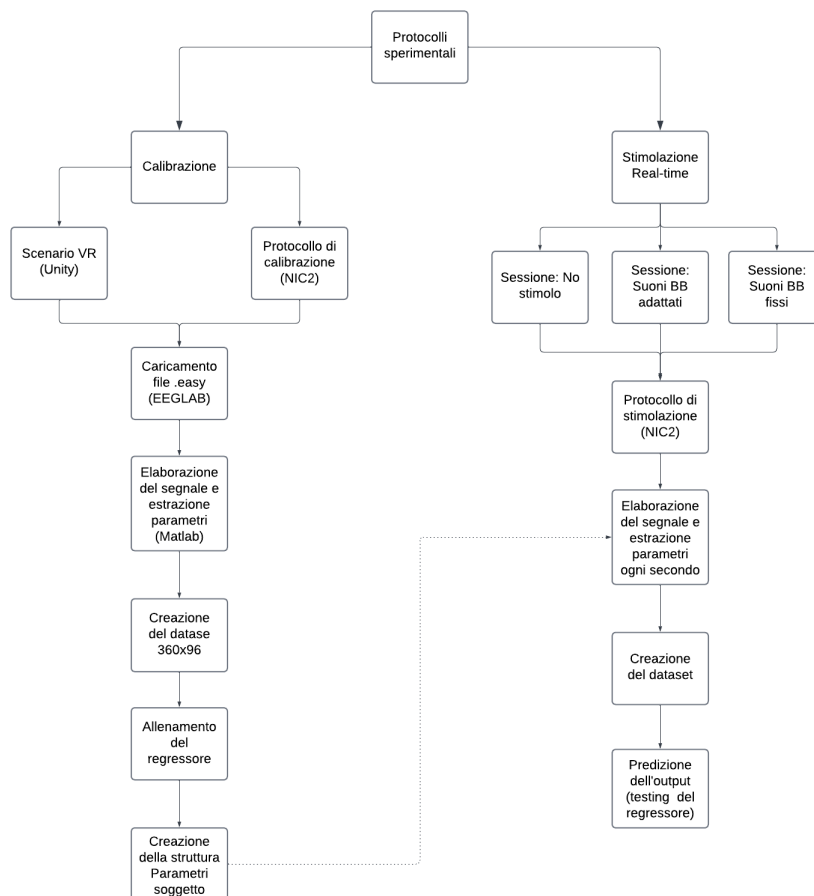 Protocolli
sperimentali
Calibrazione
Stimolazione
Real-time
Scenario VR
(Unity)
Protocollo di
calibrazione
(NIC2)
Sessione: No
stimolo
Sessione:
Suoni BB
adattati
Sessione:
Suoni BB
fissi
Caricamento
file .easy
(EEGLAB)
Protocollo di
stimolazione
(NIC2)
Elaborazione
del segnale e
estrazione
parametri
(Matlab)
Elaborazione
del segnale e
estrazione
parametri
ogni secondo
Creazione
del datase
360x96
Creazione
del dataset
Allenamento
del
regressore
Predizione
dell'output
(testing del
regressore)
Creazione
della struttura
Parametri
soggetto